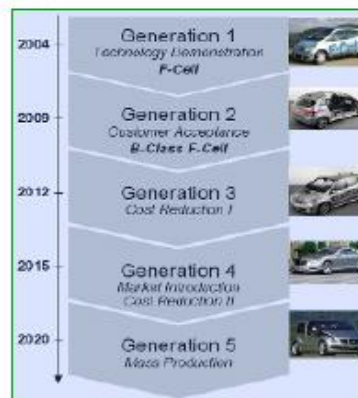 2004
Generation 1
Technology Demonstration
F-Cell
2009
Generation 2
Customer Acceptance
B-Class F-Cell
2012
Generation 3
Cost Reduction I
2015
Generation 4
Market Introduction
Cost Reduction II
2020
Generation 5
Mass Production